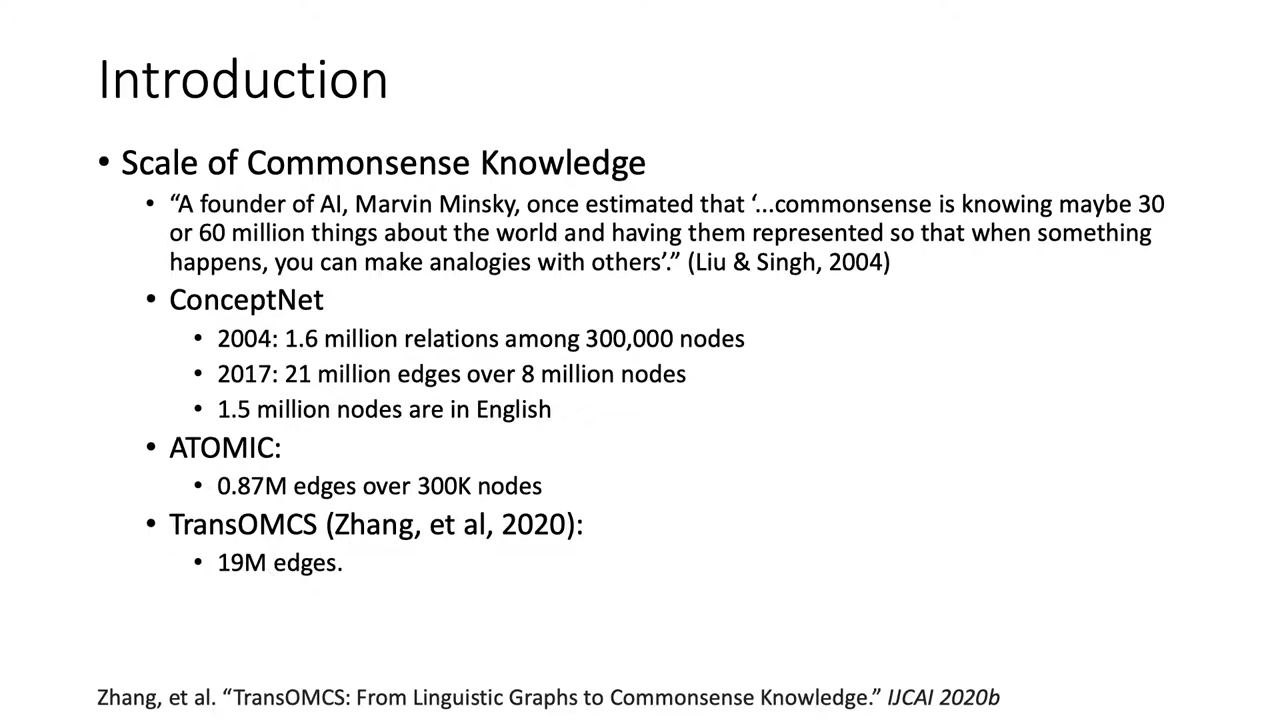 Introduction
• Scale of Commonsense Knowledge
• “A founder of AI, Marvin Minsky, once estimated that ‘...commonsense is knowing maybe 30
or 60 million things about the world and having them represented so that when something
happens, you can make analogies with others’.” (Liu & Singh, 2004)
• ConceptNet
• 2004: 1.6 million relations among 300,000 nodes
• 2017: 21 million edges over 8 million nodes
• 1.5 million nodes are in English
• ATOMIC:
• 0.87M edges over 300K nodes
• TransOMCS (Zhang, et al, 2020):
• 19M edges.
Zhang, et al. “TransOMCS: From Linguistic Graphs to Commonsense Knowledge.” IJCAI 2020b